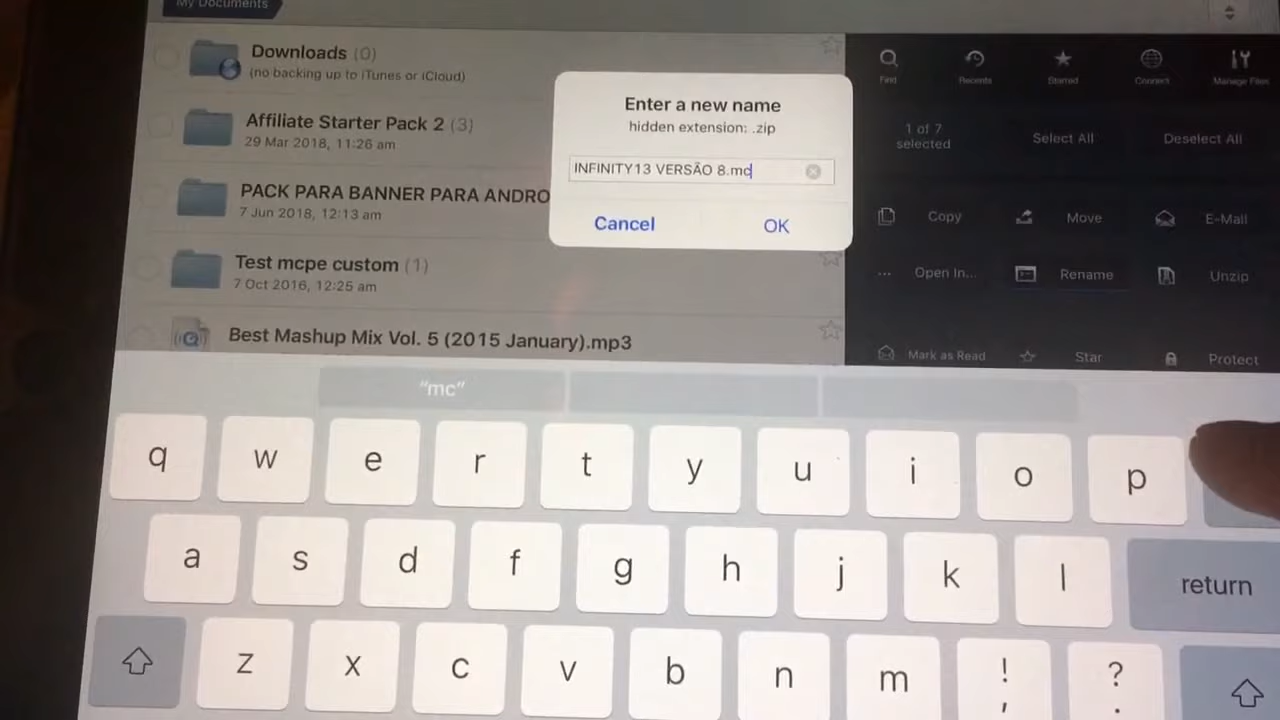 My Documents
Downloads (0)
(no backing up to iTunes or iCloud)
Affiliate Starter Pack 2 (3)
29 Mar 2018, 11:26 am
PACK PARA BANNER PARA ANDRO
7 Jun 2018, 12:13 am
Test mcpe custom (1)
7 Oct 2016, 12:25 am
Best Mashup Mix Vol. 5 (2015 January).mp3
Enter a new name
hidden extension: .zip
INFINITY13 VERSÃO 8.mc
Cancel
OK
Find
Recents
Starred
Connect
Manage Files
1 of 7
selected
Select All
Deselect All
Copy
Move
E-Mail
Open In...
Rename
Unzip
Mark as Read
Star
Protect
"mc"
q w e r t y u i o p
a s d f g h j k l return
z x c v b n m ! ?
, .